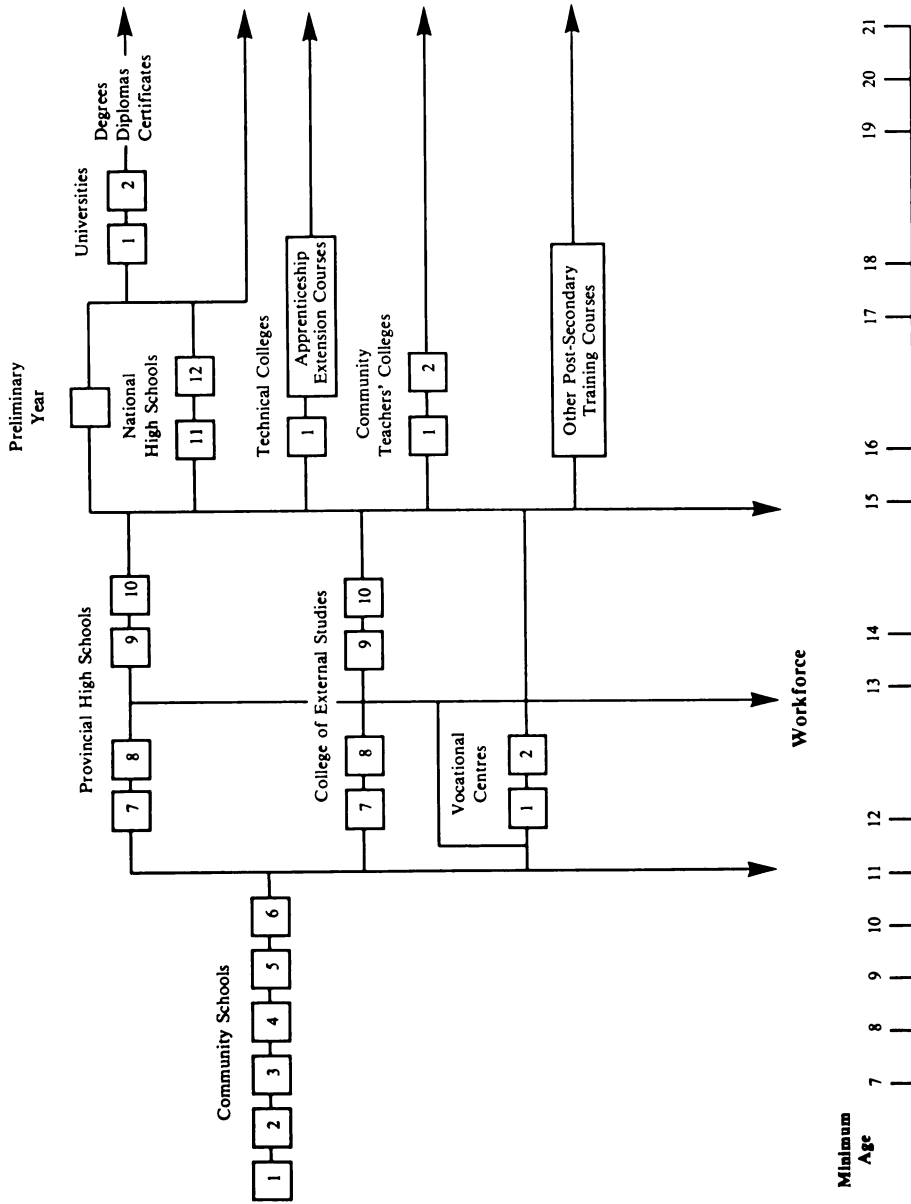 Preliminary
Year
Universities
1 2
Degrees
Diplomas
Certificates
National
High Schools
11 12
Provincial High Schools
7 8 9 10
Community Schools
1 2 3 4 5 6
Technical Colleges
1
Apprenticeship
Extension Courses
College of External Studies
7 8 9 10
Community
Teachers' Colleges
1 2
Vocational
Centres
1 2
Other Post-Secondary
Training Courses
Workforce
Minimum
Age
7 8 9 10 11 12 13 14 15 16 17 18 19 20 21